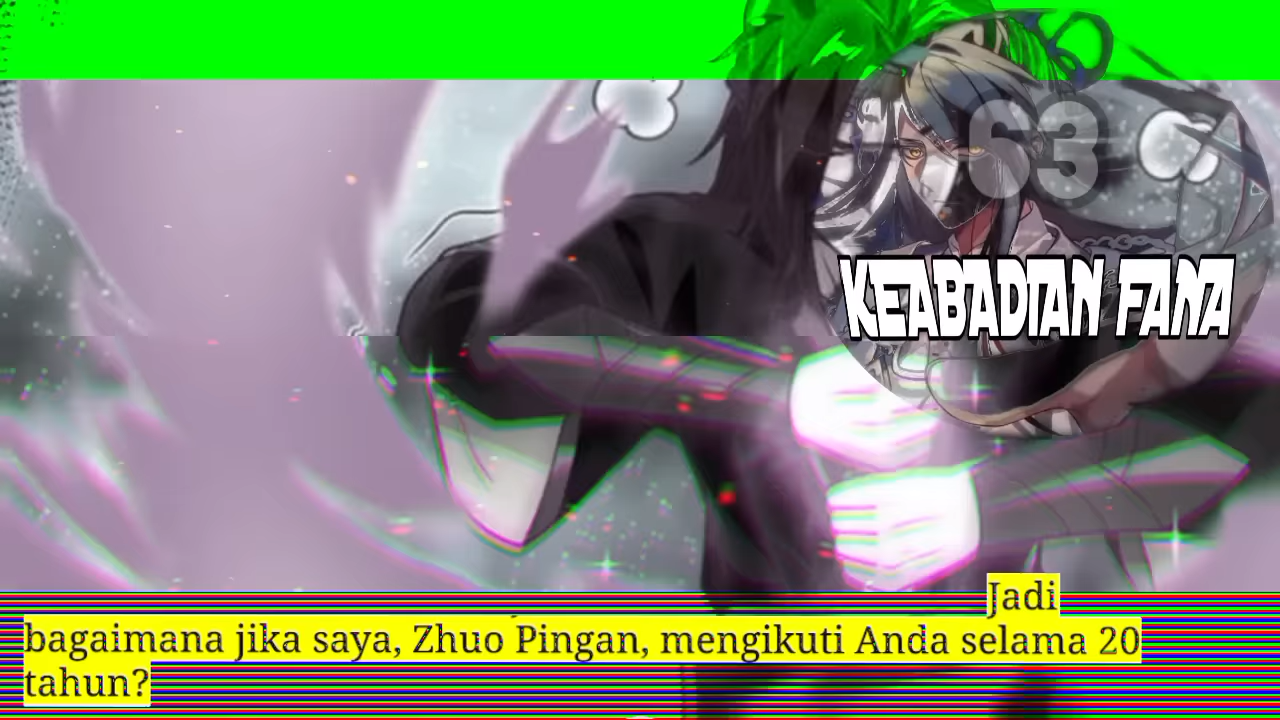 63
KEABADIAN FANA
Jadi
bagaimana jika saya, Zhuo Pingan, mengikuti Anda selama 20
tahun?